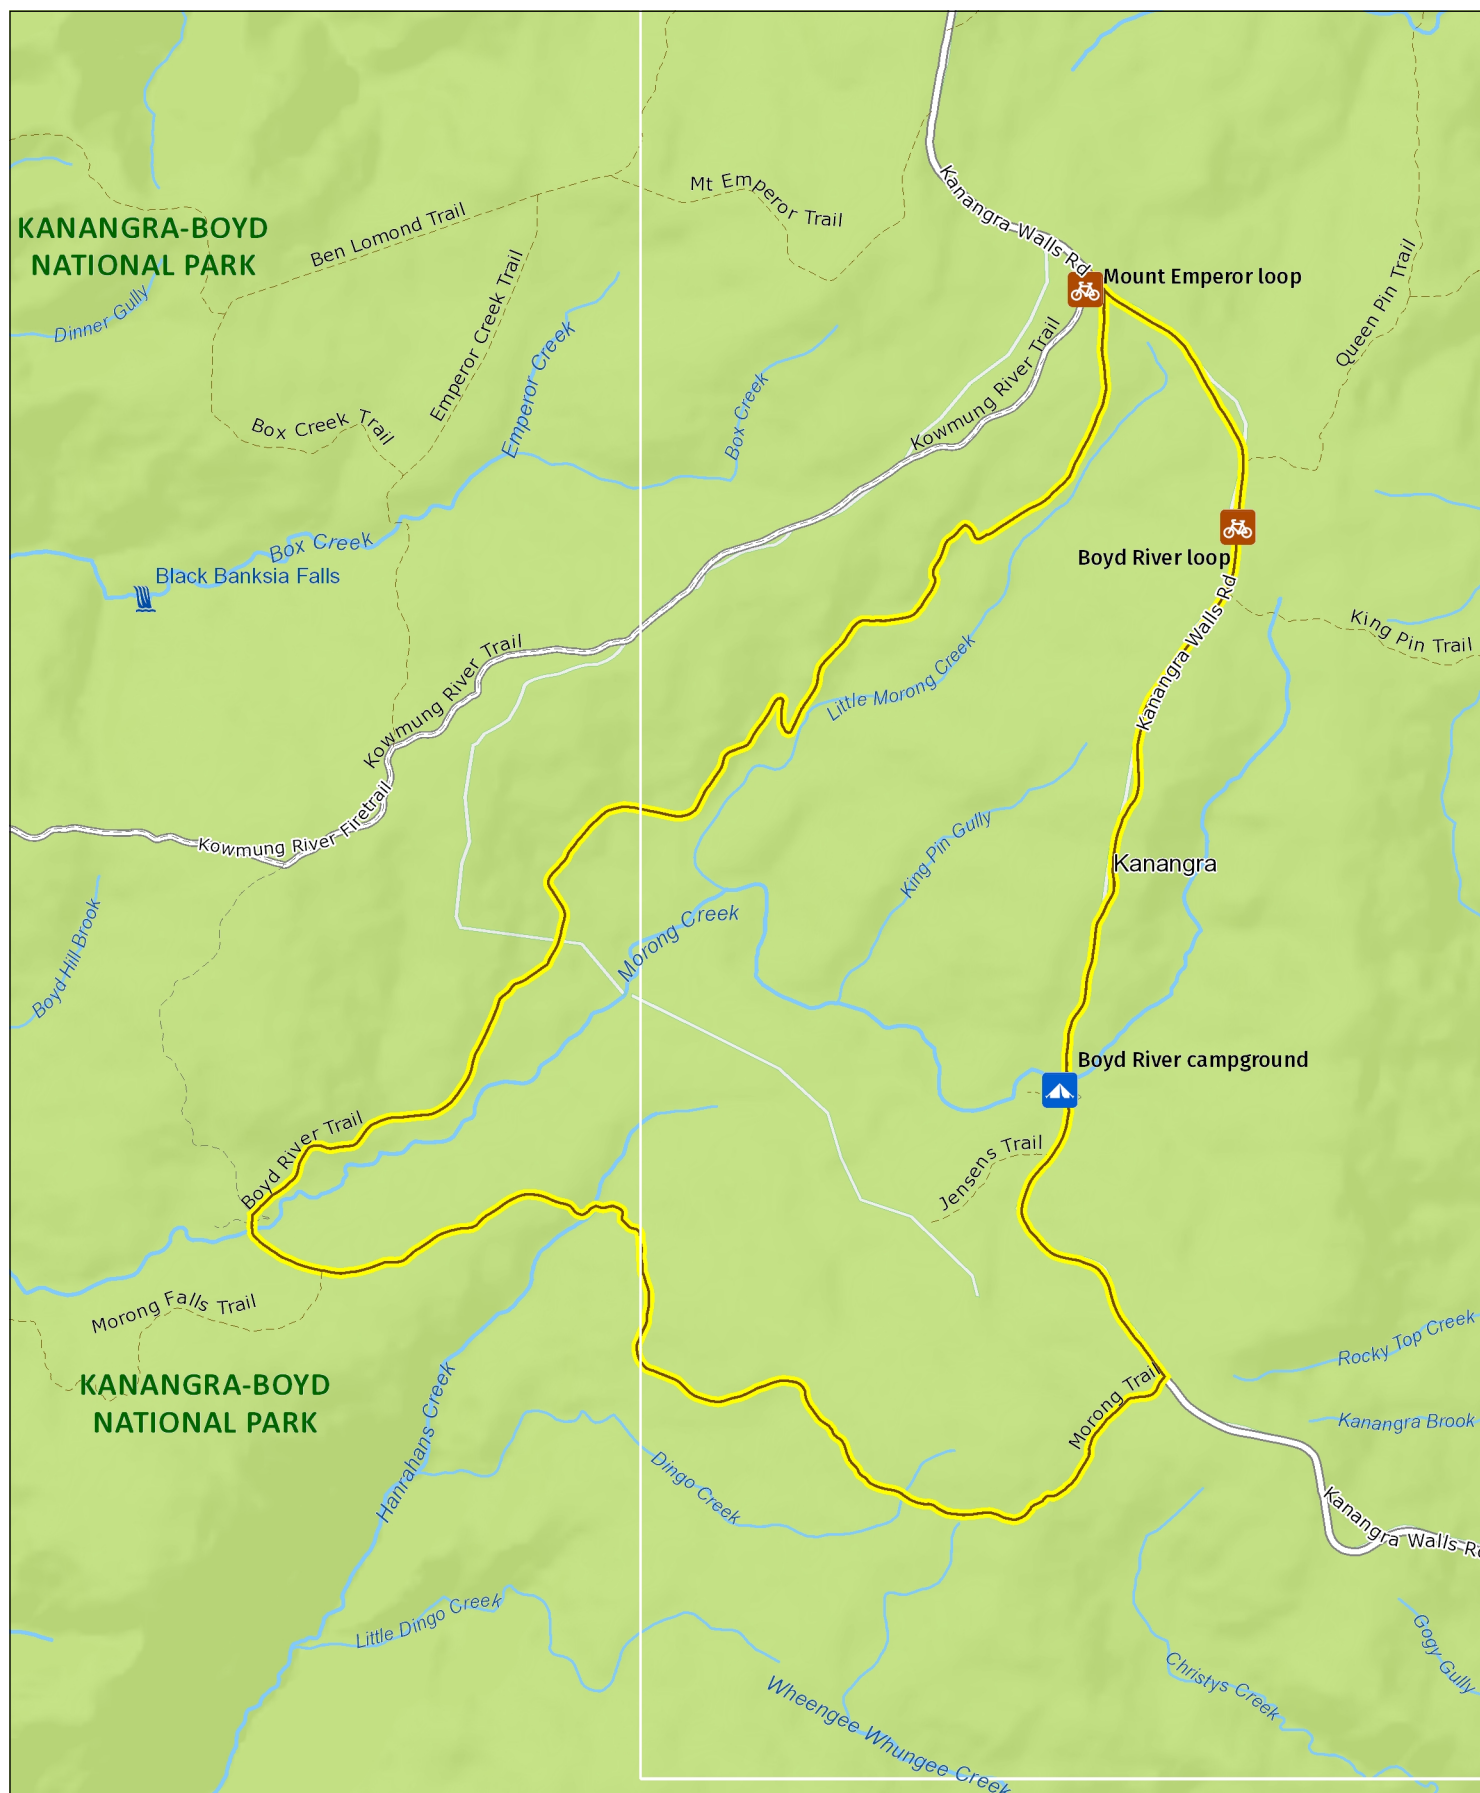 Mt Emperor Trail
Kanangra Walls Rd
KANANGRA-BOYD
NATIONAL PARK
Ben Lomond Trail
Mount Emperor loop
Queen Pin Trail
Dinner Gully
Emperor Creek Trail
Emperor Creek
Kowmung River Trail
Box Creek
Box Creek Trail
Box Creek
Black Banksia Falls
Boyd River loop
Kanangra Walls Rd
King Pin Trail
Kowmung River Trail
Little Morong Creek
Kowmung River Firetrail
King Pin Gully
Kanangra
Boyd Hill Brook
Morong Creek
Boyd River campground
Boyd River Trail
Jensens Trail
Morong Falls Trail
Rocky Top Creek
KANANGRA-BOYD
NATIONAL PARK
Morong Trail
Kanangra Brook
Hanrahans Creek
Dingo Creek
Kanangra Walls Rd
Little Dingo Creek
Gogy Gully
Christys Creek
Wheengee Whungee Creek